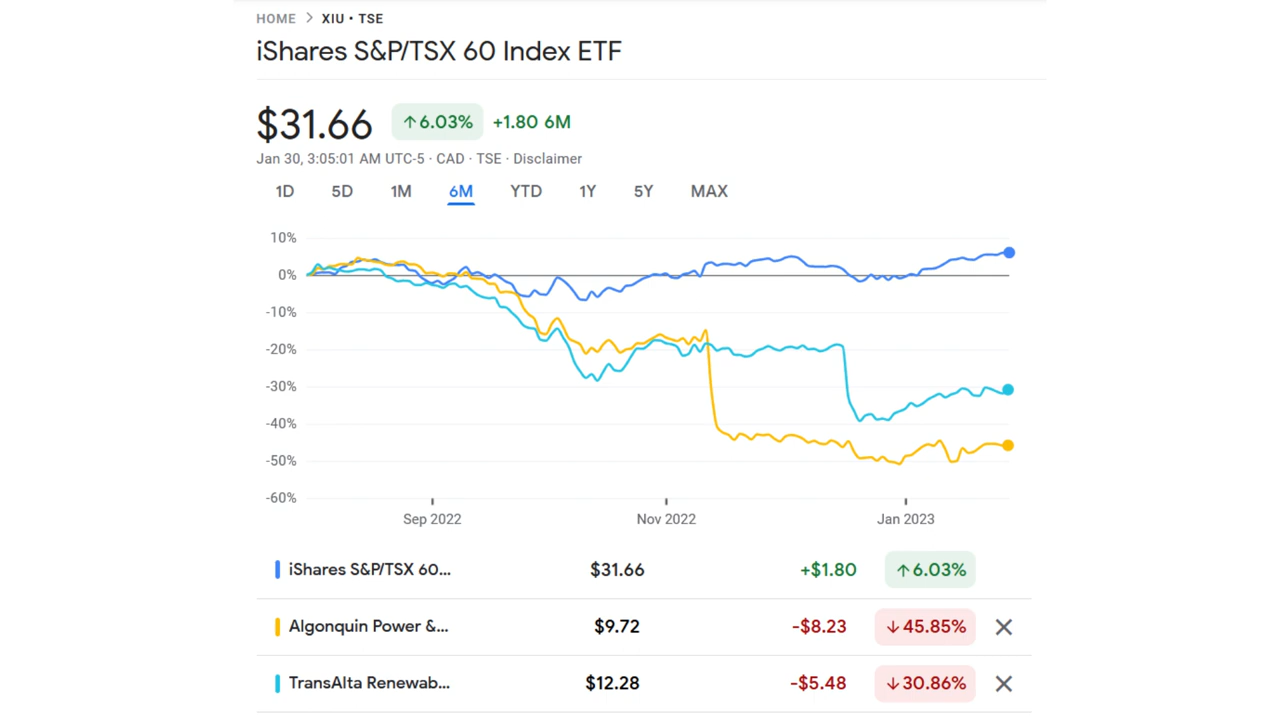 HOME > XIU • TSE
iShares S&P/TSX 60 Index ETF
$31.66 ↑6.03% +1.80 6M
Jan 30, 3:05:01 AM UTC-5 · CAD · TSE · Disclaimer
1D 5D 1M 6M YTD 1Y 5Y MAX
10%
0%
-10%
-20%
-30%
-40%
-50%
-60%
Sep 2022 Nov 2022 Jan 2023
iShares S&P/TSX 60... $31.66 +$1.80 ↑6.03%
Algonquin Power &... $9.72 -$8.23 ↓45.85%
TransAlta Renewab... $12.28 -$5.48 ↓30.86%